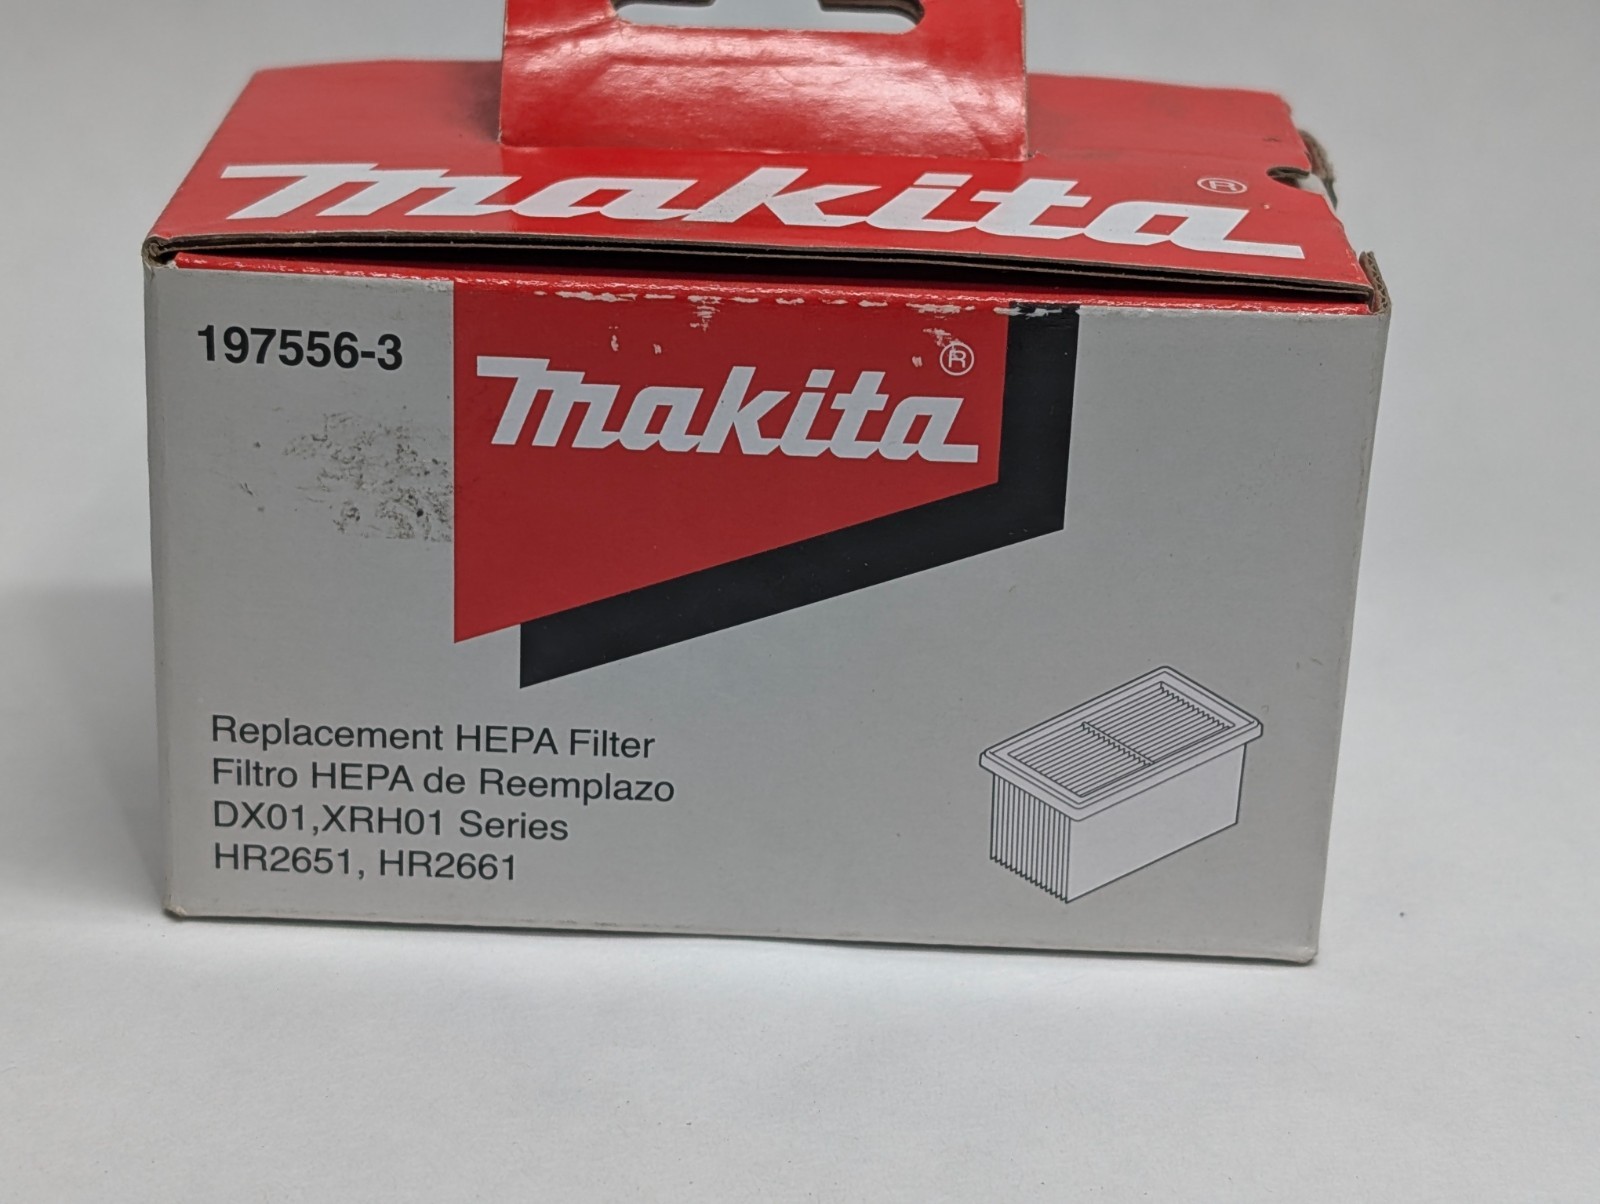 makita®
197556-3
makita®
Replacement HEPA Filter
Filtro HEPA de Reemplazo
DX01,XRH01 Series
HR2651, HR2661